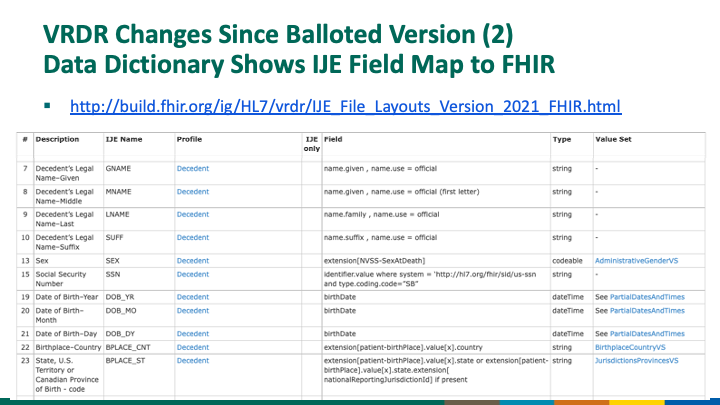 VRDR Changes Since Balloted Version (2)
Data Dictionary Shows IJE Field Map to FHIR
▪ http://build.fhir.org/ig/HL7/vrdr/IJE_File_Layouts_Version_2021_FHIR.html
# Description IJE Name Profile IJE only Field Type Value Set
7 Decedent's Legal Name–Given GNAME Decedent name.given , name.use = official string -
8 Decedent's Legal Name–Middle MNAME Decedent name.given , name.use = official (first letter) string -
9 Decedent's Legal Name–Last LNAME Decedent name.family , name.use = official string -
10 Decedent's Legal Name–Suffix SUFF Decedent name.suffix , name.use = official string -
13 Sex SEX Decedent extension[NVSS-SexAtDeath] codeable AdministrativeGenderVS
15 Social Security Number SSN Decedent identifier.value where system = 'http://hl7.org/fhir/sid/us-ssn and type.coding.code="SB" string -
19 Date of Birth–Year DOB_YR Decedent birthDate dateTime See PartialDatesAndTimes
20 Date of Birth–Month DOB_MO Decedent birthDate dateTime See PartialDatesAndTimes
21 Date of Birth–Day DOB_DY Decedent birthDate dateTime See PartialDatesAndTimes
22 Birthplace–Country BPLACE_CNT Decedent extension[patient-birthPlace].value[x].country string BirthplaceCountryVS
23 State, U.S. Territory or Canadian Province of Birth - code BPLACE_ST Decedent extension[patient-birthPlace].value[x].state or extension[patient-birthPlace].value[x].state.extension[ nationalReportingJurisdictionId] if present string JurisdictionsProvincesVS